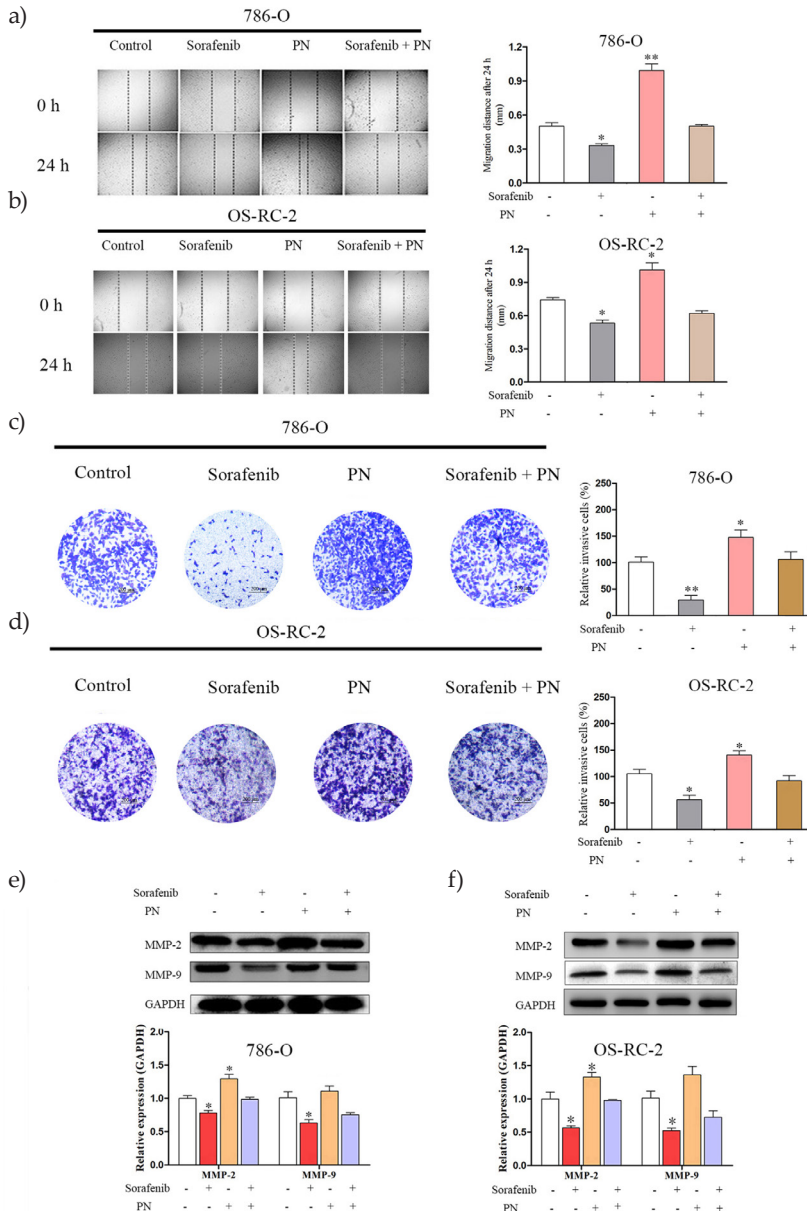 a)
786-O
Control Sorafenib PN Sorafenib + PN
0 h
24 h
786-O
Migration distance after 24 h
(mm)
1.2
0.9
0.6
0.3
0.0
* **
Sorafenib - + - +
PN - - + +
b)
OS-RC-2
Control Sorafenib PN Sorafenib + PN
0 h
24 h
OS-RC-2
Migration distance after 24 h
(mm)
1.2
0.9
0.6
0.3
0.0
* *
Sorafenib - + - +
PN - - + +
c)
786-O
Control Sorafenib PN Sorafenib + PN
786-O
Relative invasive cells (%)
250
200
150
100
50
0
** *
Sorafenib - + - +
PN - - + +
d)
OS-RC-2
Control Sorafenib PN Sorafenib + PN
OS-RC-2
Relative invasive cells (%)
250
200
150
100
50
0
* *
Sorafenib - + - +
PN - - + +
e)
Sorafenib - + - +
PN - - + +
MMP-2
MMP-9
GAPDH
786-O
Relative expression (GAPDH)
2.0
1.5
1.0
0.5
0.0
* * *
MMP-2 MMP-9
Sorafenib - + - + - + - +
PN - - + + - - + +
f)
Sorafenib - + - +
PN - - + +
MMP-2
MMP-9
GAPDH
OS-RC-2
Relative expression (GAPDH)
2.0
1.5
1.0
0.5
0.0
* * *
MMP-2 MMP-9
Sorafenib - + - + - + - +
PN - - + + - - + +